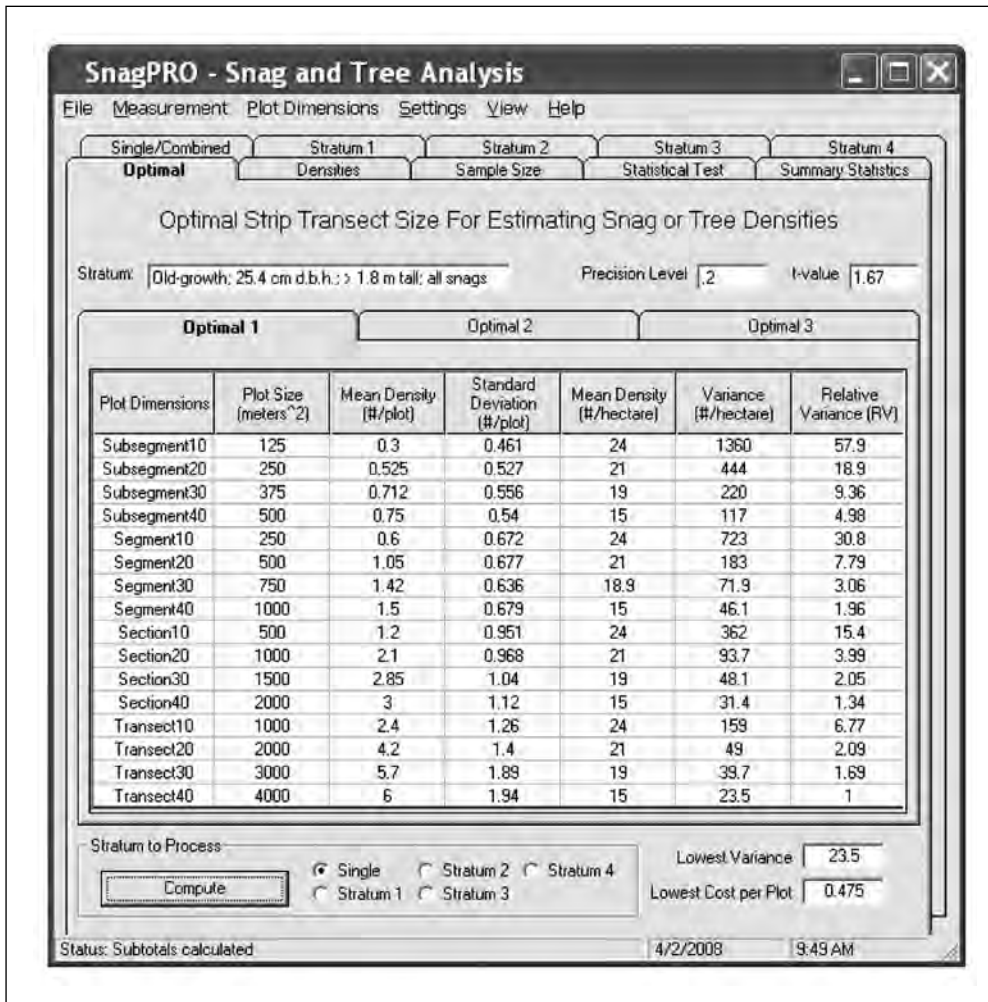 SnagPRO - Snag and Tree Analysis
File Measurement Plot Dimensions Settings View Help
Single/Combined Stratum 1 Stratum 2 Stratum 3 Stratum 4
Optimal Densities Sample Size Statistical Test Summary Statistics
Optimal Strip Transect Size For Estimating Snag or Tree Densities
Stratum: Old-growth; 25.4 cm d.b.h.; > 1.8 m tall; all snags Precision Level .2 t-value 1.67
Optimal 1 Optimal 2 Optimal 3
Plot Dimensions Plot Size (meters^2) Mean Density (#/plot) Standard Deviation (#/plot) Mean Density (#/hectare) Variance (#/hectare) Relative Variance (RV)
Subsegment10 125 0.3 0.461 24 1360 57.9
Subsegment20 250 0.525 0.527 21 444 18.9
Subsegment30 375 0.712 0.556 19 220 9.36
Subsegment40 500 0.75 0.54 15 117 4.98
Segment10 250 0.6 0.672 24 723 30.8
Segment20 500 1.05 0.677 21 183 7.79
Segment30 750 1.42 0.636 18.9 71.9 3.06
Segment40 1000 1.5 0.679 15 46.1 1.96
Section10 500 1.2 0.951 24 362 15.4
Section20 1000 2.1 0.968 21 93.7 3.99
Section30 1500 2.85 1.04 19 48.1 2.05
Section40 2000 3 1.12 15 31.4 1.34
Transect10 1000 2.4 1.26 24 159 6.77
Transect20 2000 4.2 1.4 21 49 2.09
Transect30 3000 5.7 1.89 19 39.7 1.69
Transect40 4000 6 1.94 15 23.5 1
Stratum to Process
Compute
Single Stratum 2 Stratum 4
Stratum 1 Stratum 3
Lowest Variance 23.5
Lowest Cost per Plot 0.475
Status: Subtotals calculated 4/2/2008 9:49 AM